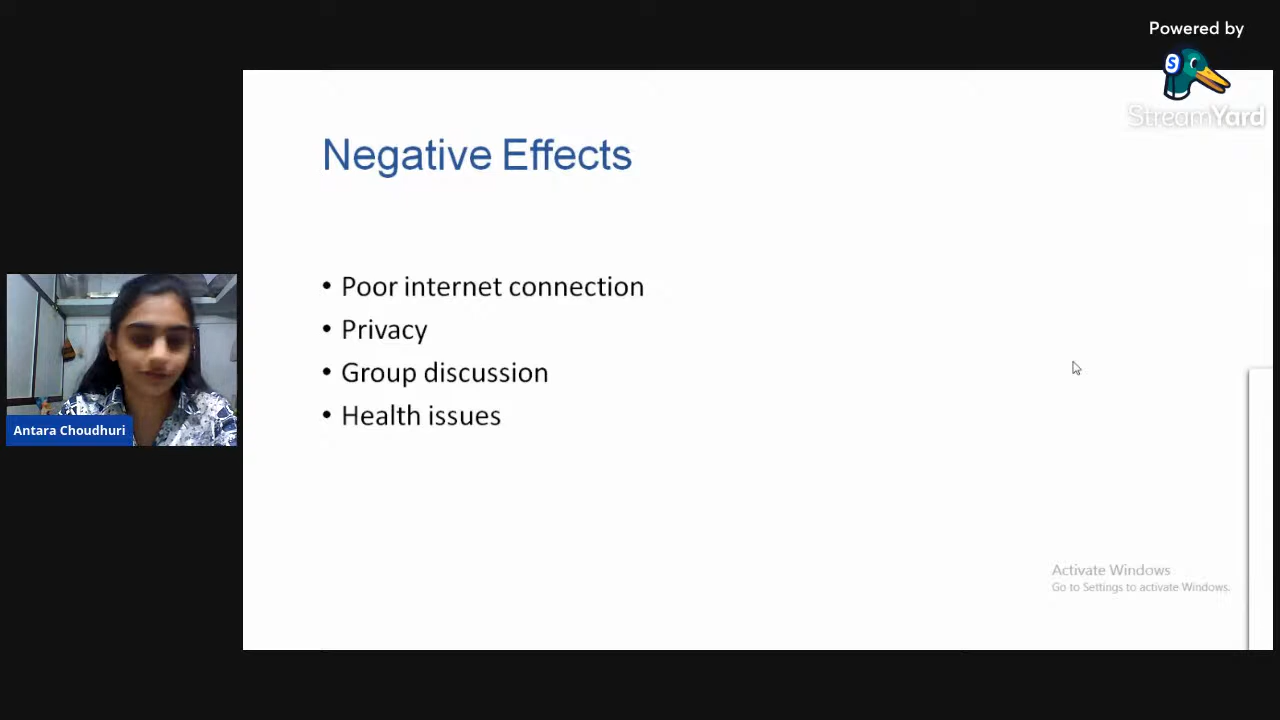 Powered by
S
StreamYard
Negative Effects
• Poor internet connection
• Privacy
• Group discussion
• Health issues
Antara Choudhuri
Activate Windows
Go to Settings to activate Windows.